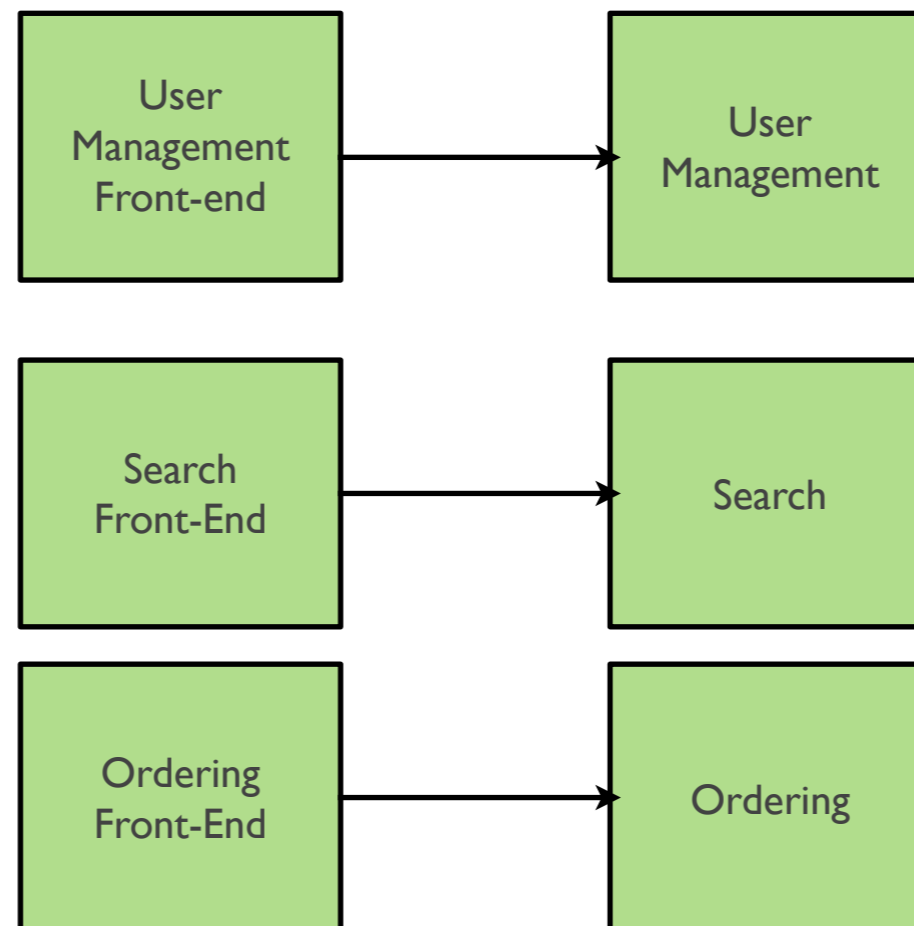 User
Management
Front-end
User
Management
Search
Front-End
Search
Ordering
Front-End
Ordering